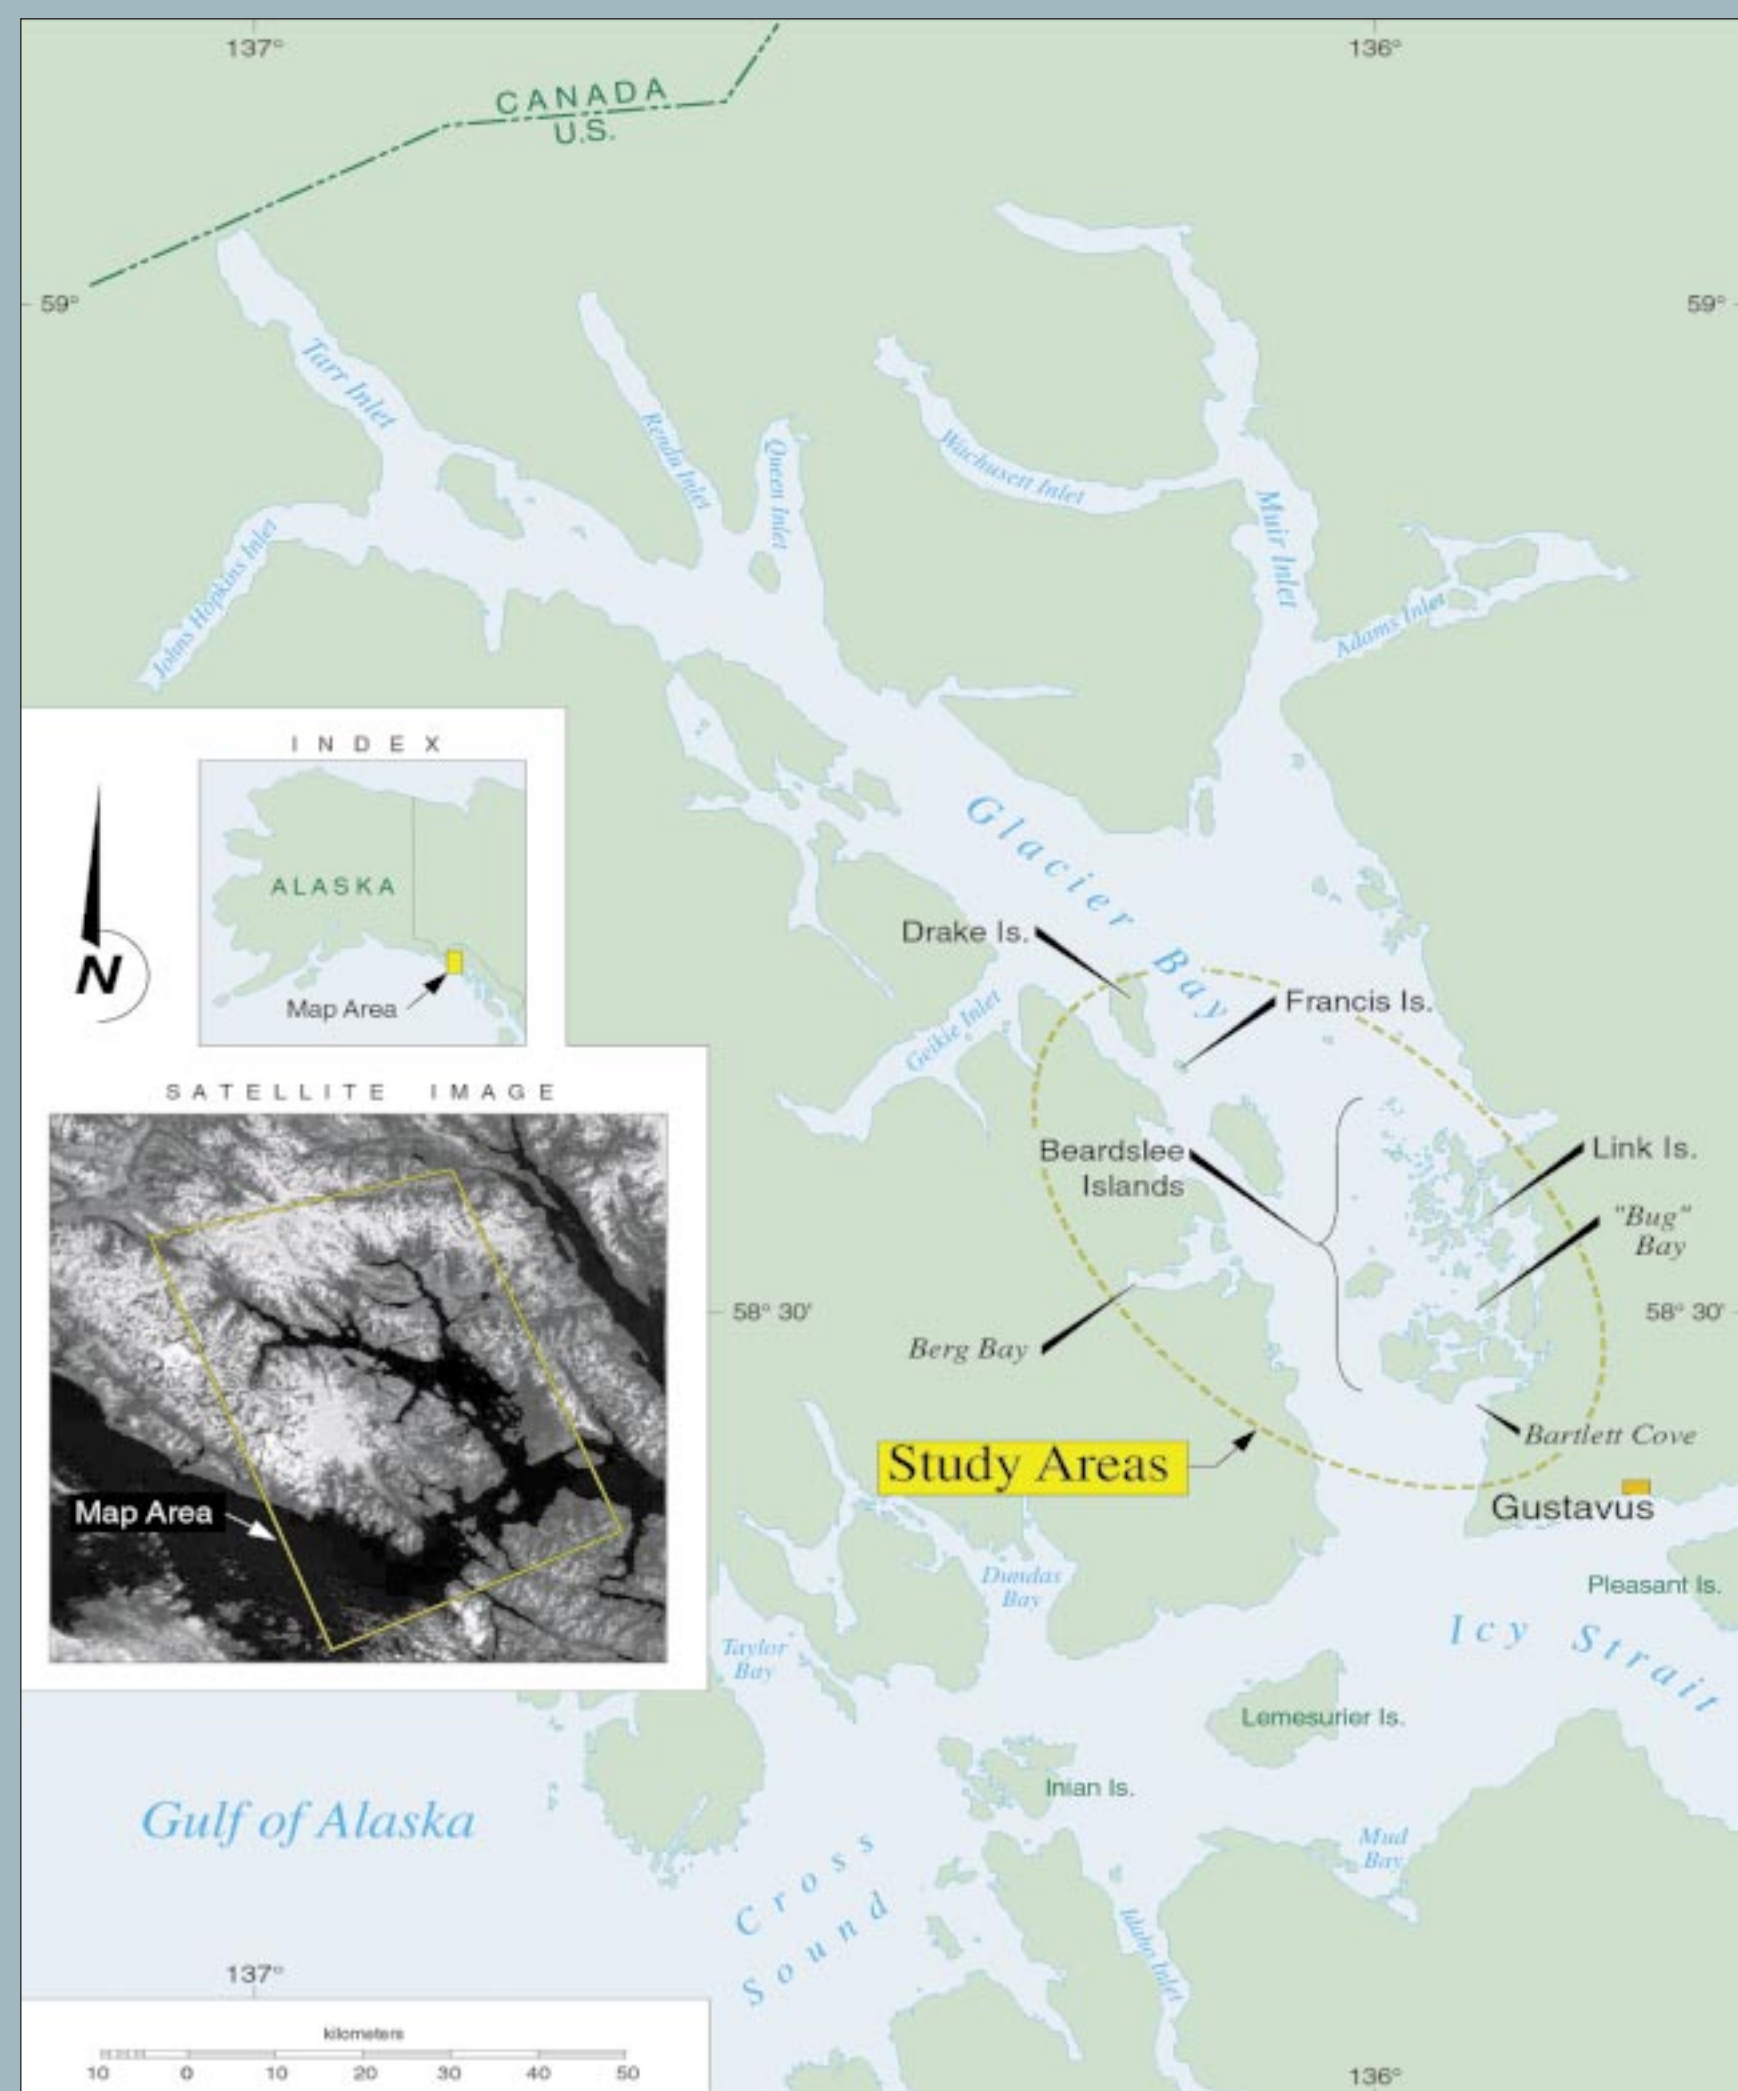 137°
136°
CANADA
U.S.
59°
59°
Tarr Inlet
Rendu Inlet
Queen Inlet
Wachusett Inlet
Muir Inlet
Johns Hopkins Inlet
Adams Inlet
INDEX
ALASKA
Map Area
N
Glacier Bay
Drake Is.
Francis Is.
Geikie Inlet
SATELLITE IMAGE
Map Area
Beardslee
Islands
Link Is.
"Bug"
Bay
58° 30'
58° 30'
Berg Bay
Bartlett Cove
Study Areas
Gustavus
Dundas
Bay
Pleasant Is.
Icy Strait
Taylor
Bay
Lemesurier Is.
Inian Is.
Gulf of Alaska
Mud
Bay
Cross
Sound
Idaho Inlet
137°
136°
kilometers
10 0 10 20 30 40 50